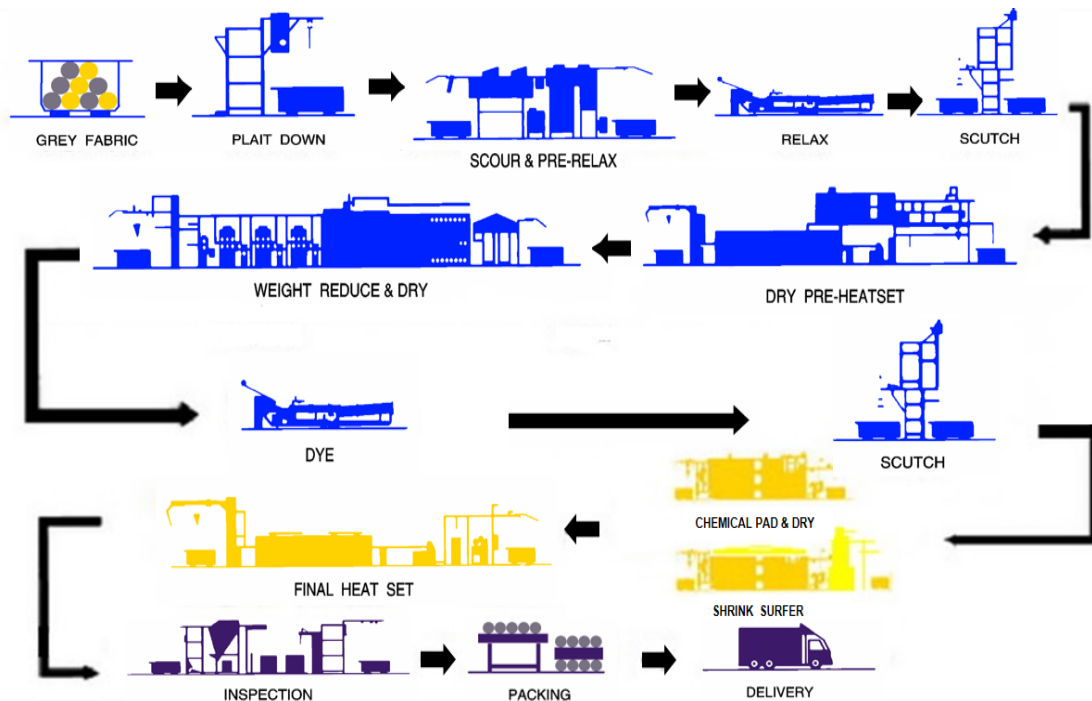 GREY FABRIC
PLAIT DOWN
SCOUR & PRE-RELAX
RELAX
SCUTCH
WEIGHT REDUCE & DRY
DRY PRE-HEATSET
DYE
SCUTCH
CHEMICAL PAD & DRY
FINAL HEAT SET
SHRINK SURFER
INSPECTION
PACKING
DELIVERY